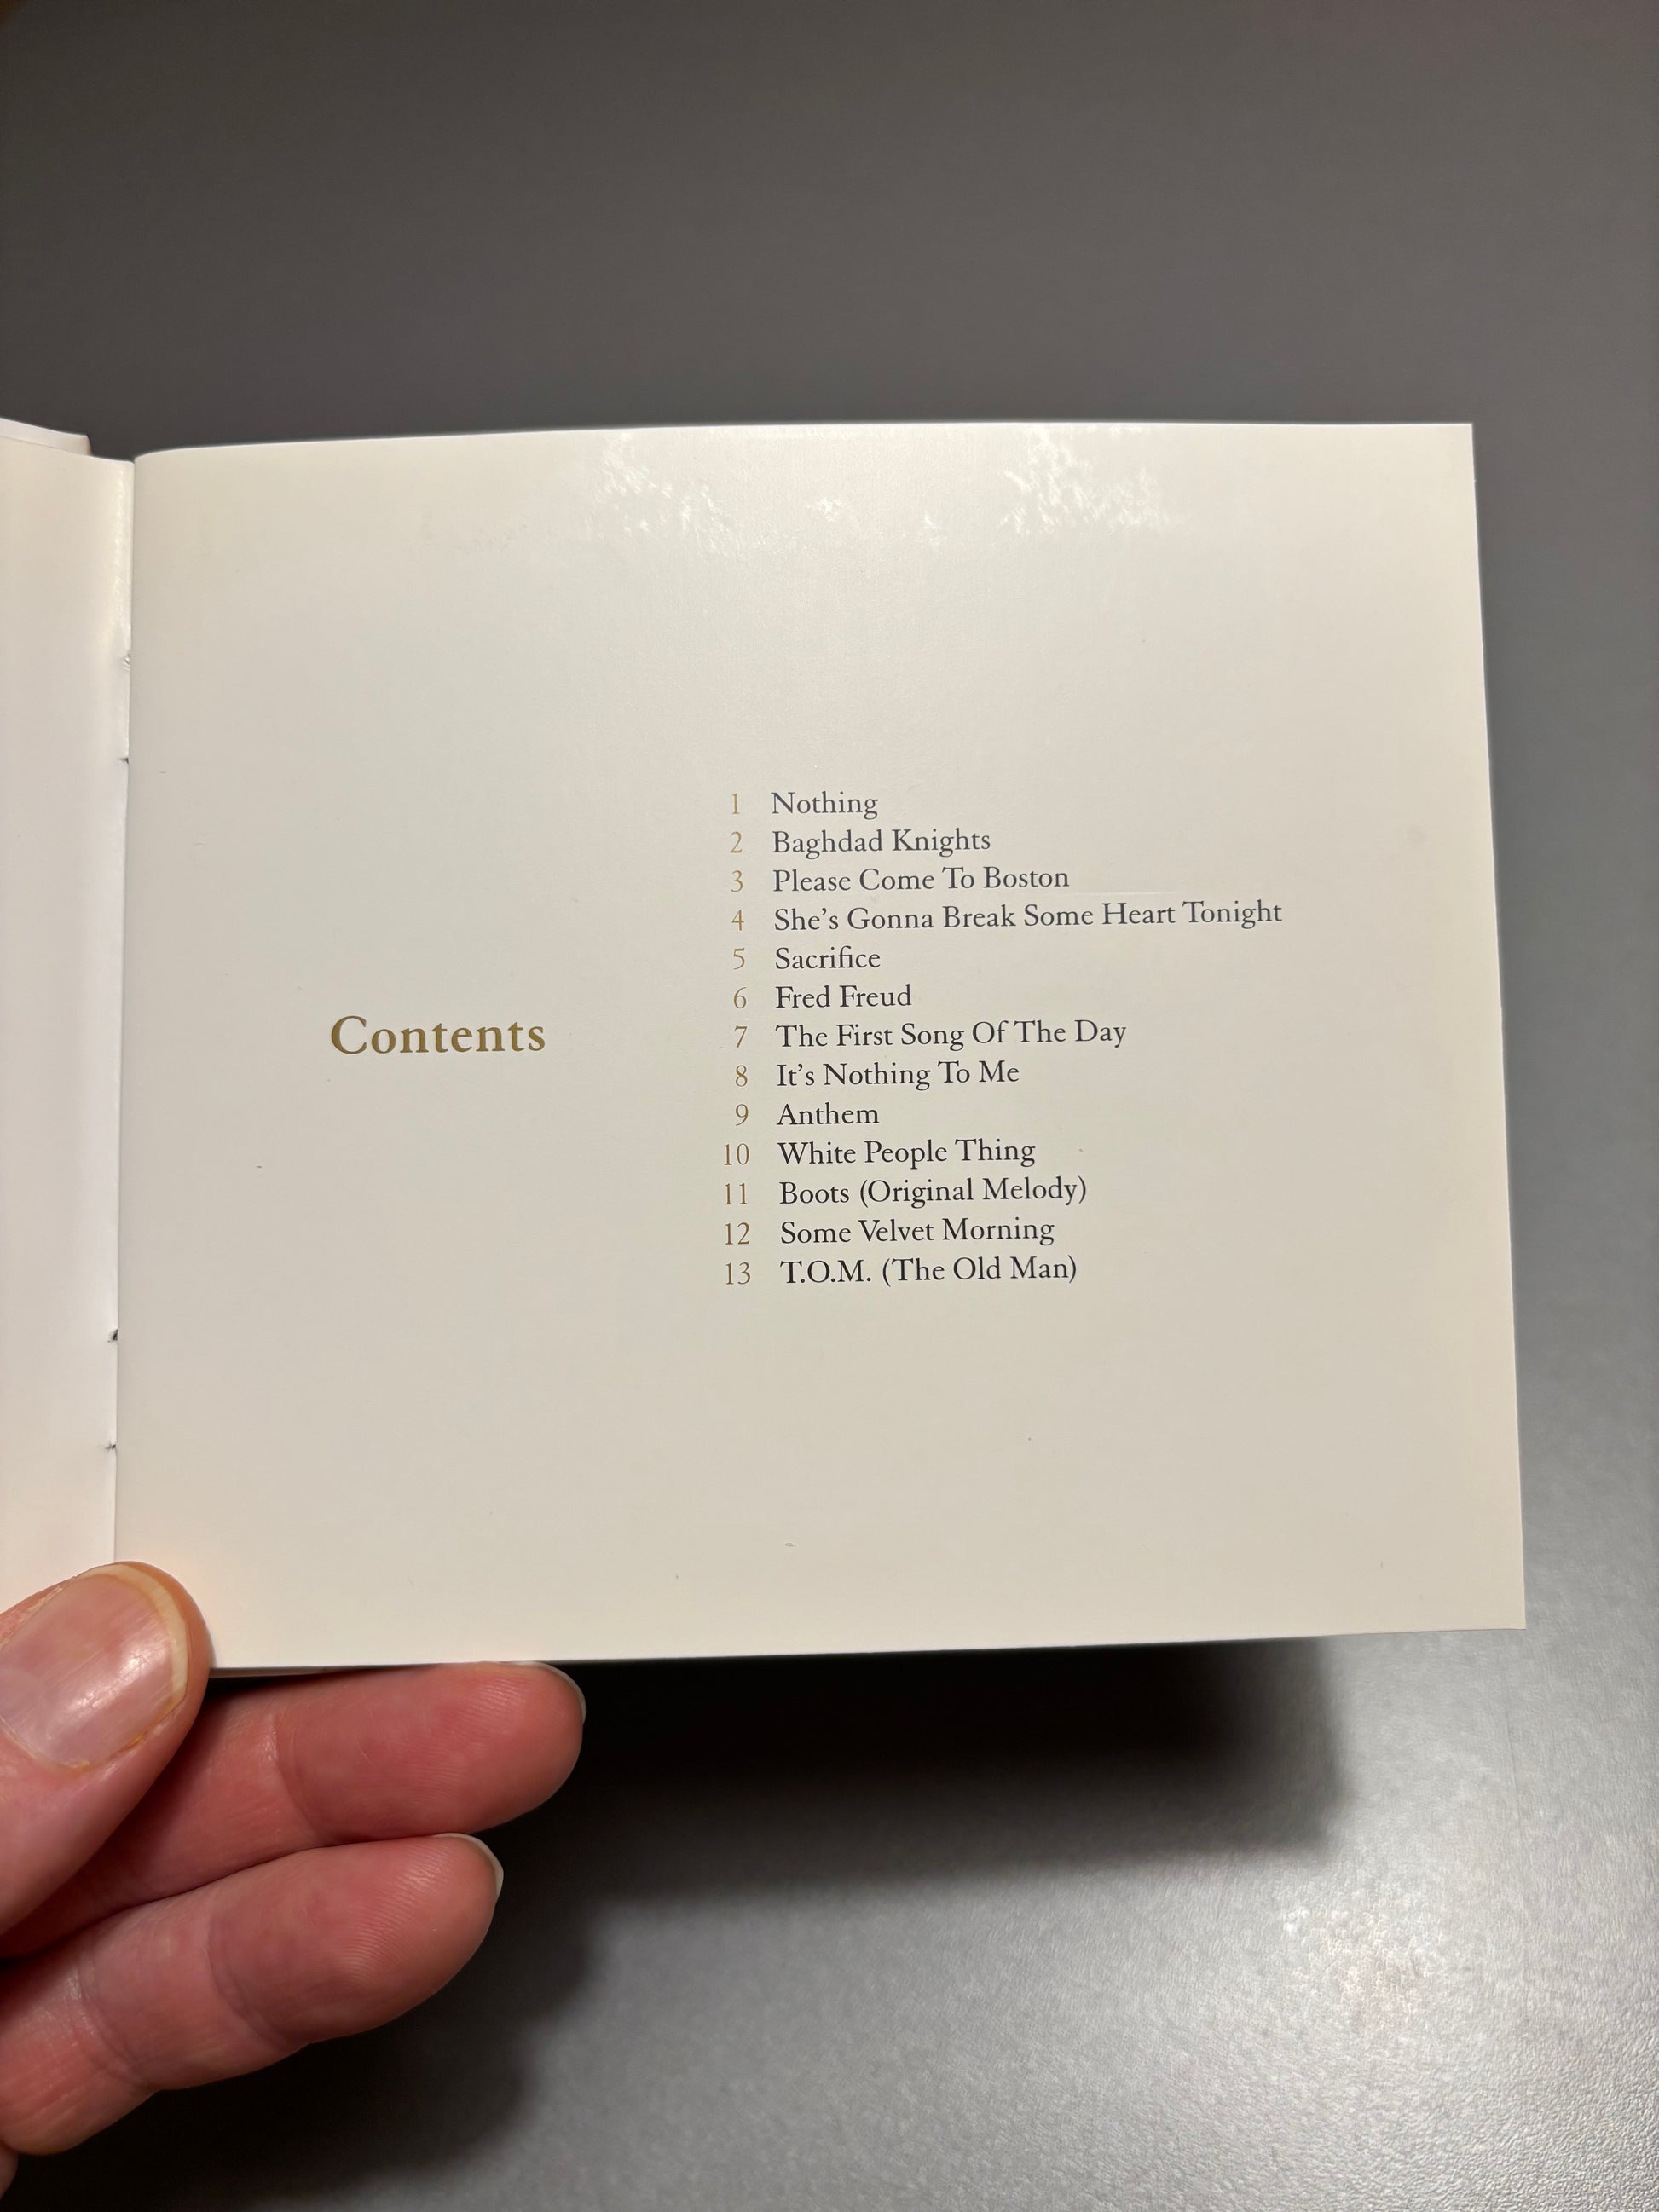 Contents
1 Nothing
2 Baghdad Knights
3 Please Come To Boston
4 She's Gonna Break Some Heart Tonight
5 Sacrifice
6 Fred Freud
7 The First Song Of The Day
8 It's Nothing To Me
9 Anthem
10 White People Thing
11 Boots (Original Melody)
12 Some Velvet Morning
13 T.O.M. (The Old Man)